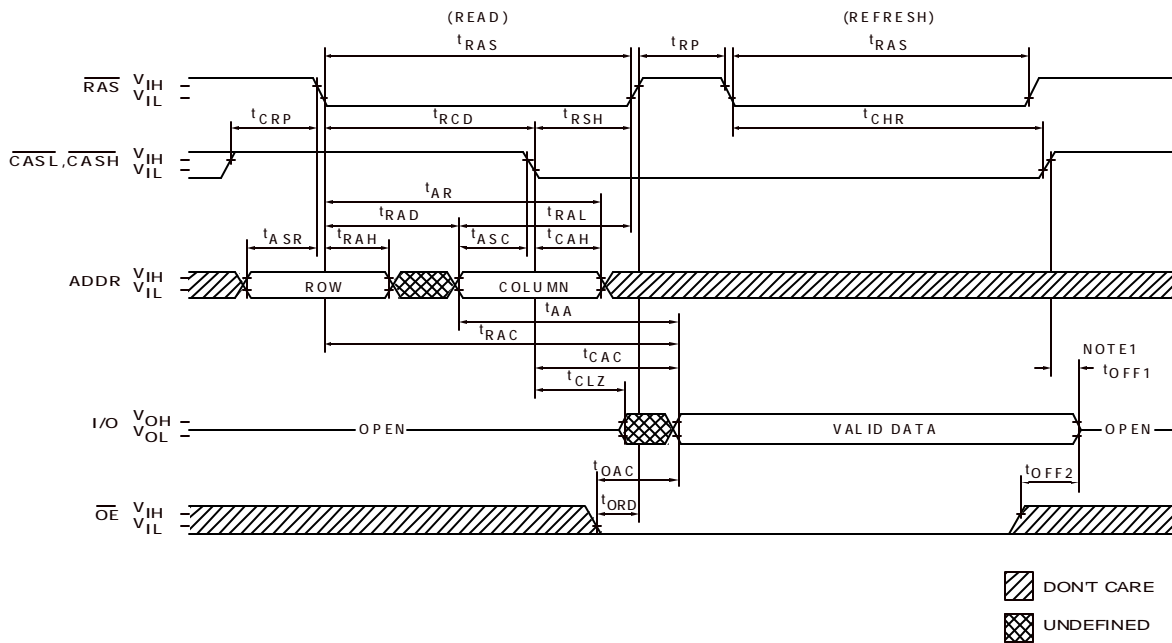 (READ) (REFRESH)
tRAS tRP tRAS
RAS VIH
VIL
tCRP tRCD tRSH tCHR
CASL,CASH VIH
VIL
tAR
tRAD tRAL
tASR tRAH tASC tCAH
ADDR VIH
VIL
ROW COLUMN
tAA
tRAC
tCAC NOTE1
tCLZ tOFF1
I/O VOH
VOL
OPEN VALID DATA OPEN
tOAC tOFF2
tORD
OE VIH
VIL
DON'T CARE
UNDEFINED